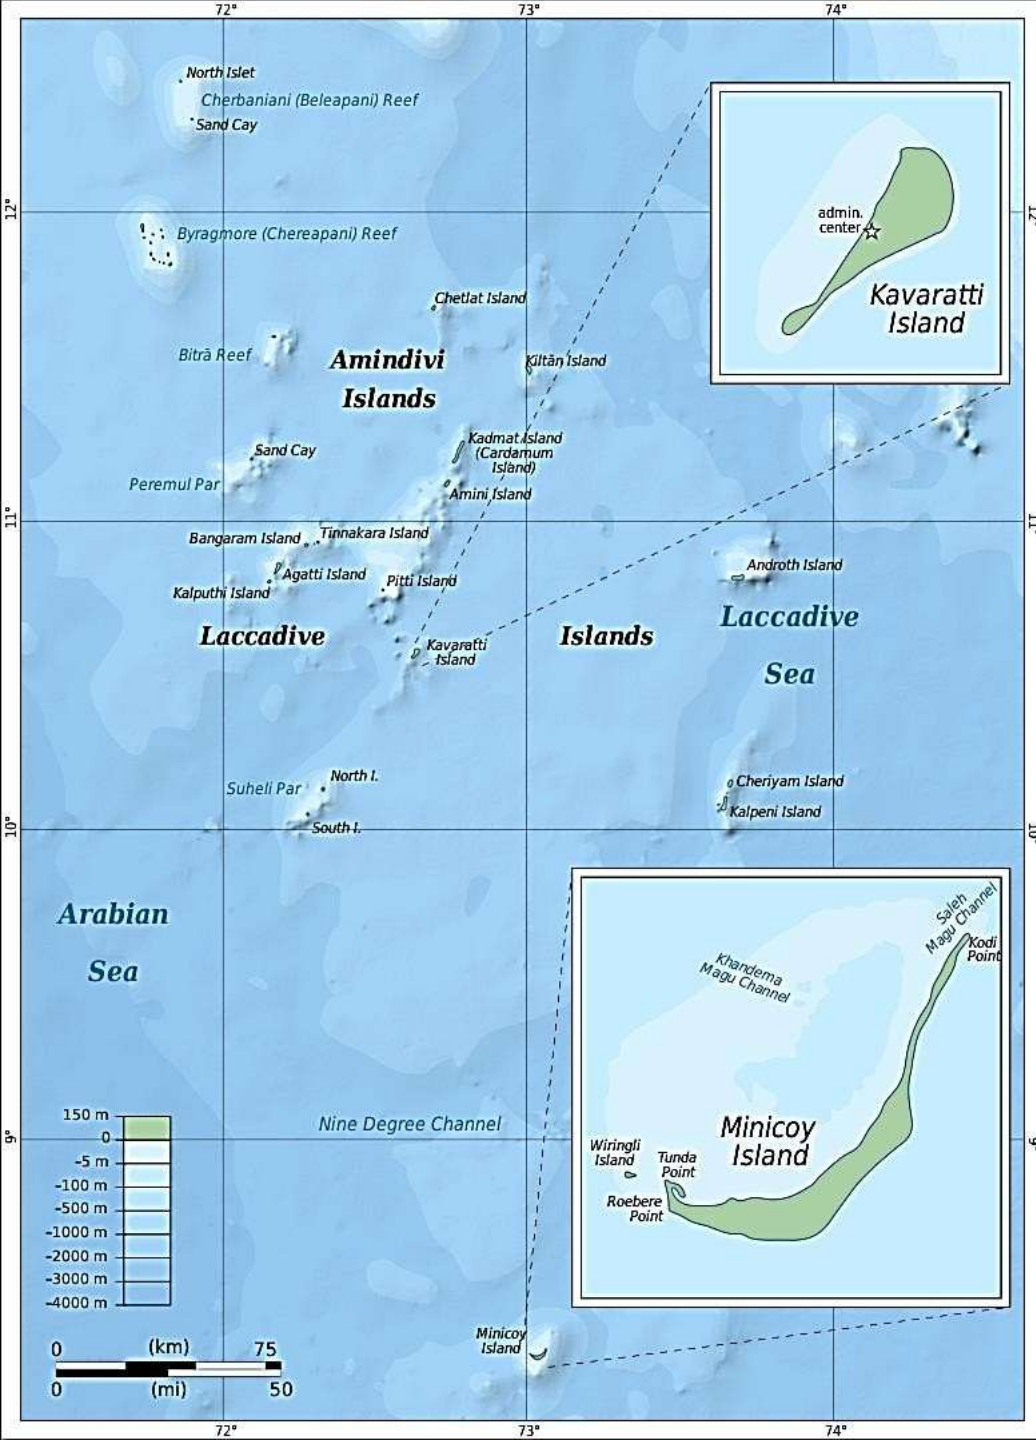 72°
73°
74°
North Islet
Cherbaniani (Beleapani) Reef
Sand Cay
12°
Byragmore (Chereapani) Reef
admin.
center
Kavaratti
Island
Chetlat Island
Bitrā Reef
Amindivi
Islands
Kiltān Island
Kadmat Island
(Cardamum
Island)
Sand Cay
Peremul Par
Amini Island
11°
Bangaram Island
Tinnakara Island
Agatti Island
Kalputhi Island
Pitti Island
Androth Island
Laccadive
Islands
Laccadive
Sea
Kavaratti
Island
Suheli Par
North I.
South I.
Cheriyam Island
Kalpeni Island
10°
Arabian
Sea
Saleh
Magu Channel
Kodi
Point
Khandema
Magu Channel
Nine Degree Channel
9°
Minicoy
Island
Wiringli
Island
Tunda
Point
Roebere
Point
150 m
0
-5 m
-100 m
-500 m
-1000 m
-2000 m
-3000 m
-4000 m
Minicoy
Island
0 (km) 75
0 (mi) 50
72°
73°
74°